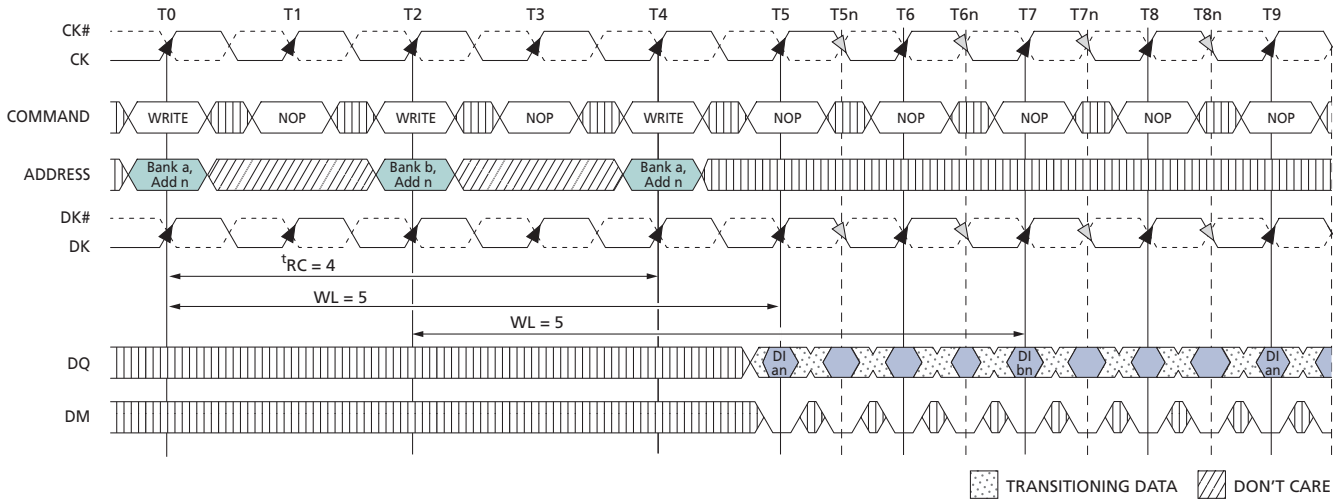 T0 T1 T2 T3 T4 T5 T5n T6 T6n T7 T7n T8 T8n T9
CK#
CK
COMMAND WRITE NOP WRITE NOP WRITE NOP NOP NOP NOP NOP
ADDRESS Bank a, Add n Bank b, Add n Bank a, Add n
DK#
DK
tRC = 4
WL = 5
WL = 5
DQ DI an DI bn DI an
DM
TRANSITIONING DATA DON'T CARE